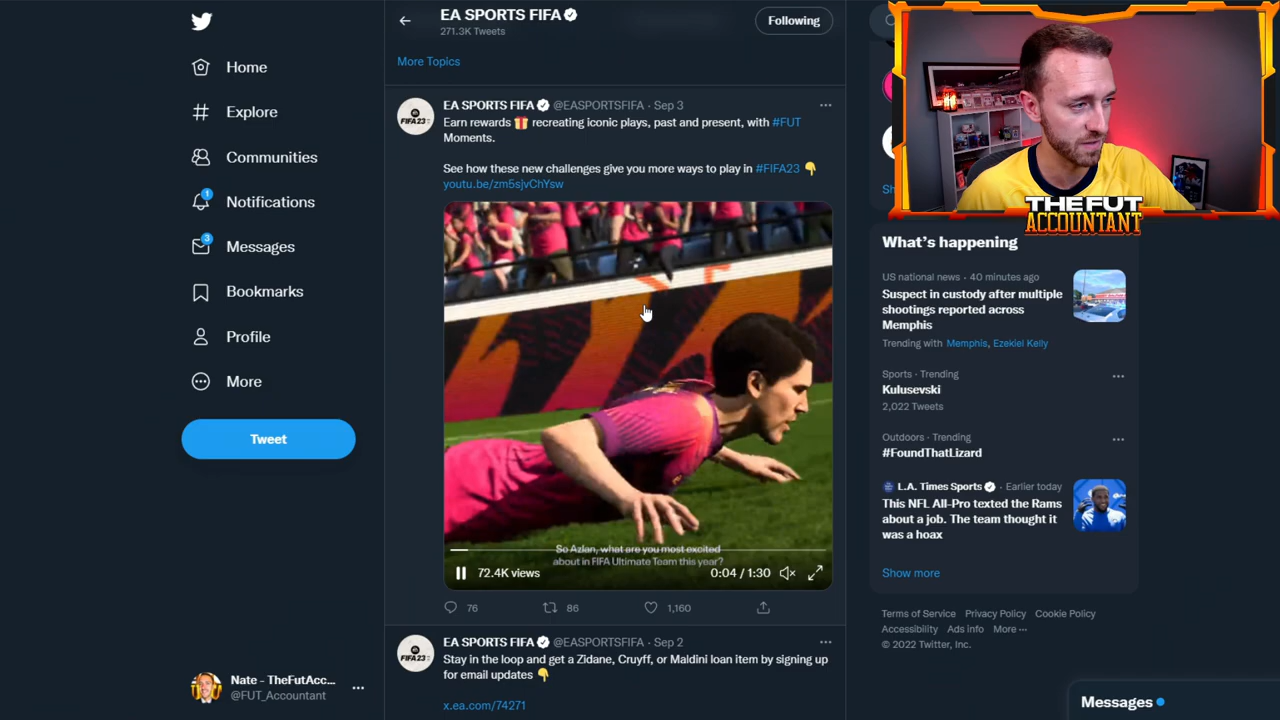 Home
Explore
Communities
1
Notifications
3
Messages
Bookmarks
Profile
More
Tweet
Nate - TheFutAcc...
@FUT_Accountant
EA SPORTS FIFA
271.3K Tweets
Following
More Topics
EA SPORTS FIFA @EASPORTSFIFA · Sep 3
Earn rewards 🎁 recreating iconic plays, past and present, with #FUT
Moments.
See how these new challenges give you more ways to play in #FIFA23 👇
youtu.be/zm5sjvChYsw
FIFA23
So Azlan, what are you most excited
about in FIFA Ultimate Team this year?
72.4K views
0:04 / 1:30
76
86
1,160
EA SPORTS FIFA @EASPORTSFIFA · Sep 2
Stay in the loop and get a Zidane, Cruyff, or Maldini loan item by signing up
for email updates 👇
x.ea.com/74271
FIFA23
THE FUT
ACCOUNTANT
What's happening
US national news · 40 minutes ago
Suspect in custody after multiple
shootings reported across
Memphis
Trending with Memphis, Ezekiel Kelly
Sports · Trending
Kulusevski
2,022 Tweets
Outdoors · Trending
#FoundThatLizard
L.A. Times Sports · Earlier today
This NFL All-Pro texted the Rams
about a job. The team thought it
was a hoax
Show more
Terms of Service Privacy Policy Cookie Policy
Accessibility Ads info More ···
© 2022 Twitter, Inc.
Messages